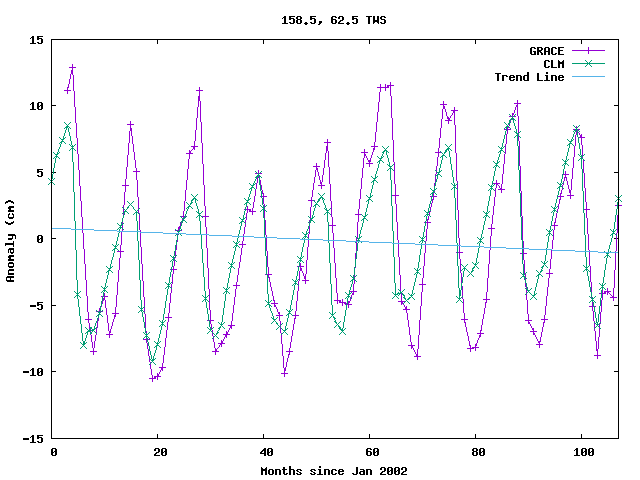 158.5, 62.5 TWS
GRACE
CLM
Trend Line
15
10
5
0
-5
-10
-15
Anomaly (cm)
0 20 40 60 80 100
Months since Jan 2002